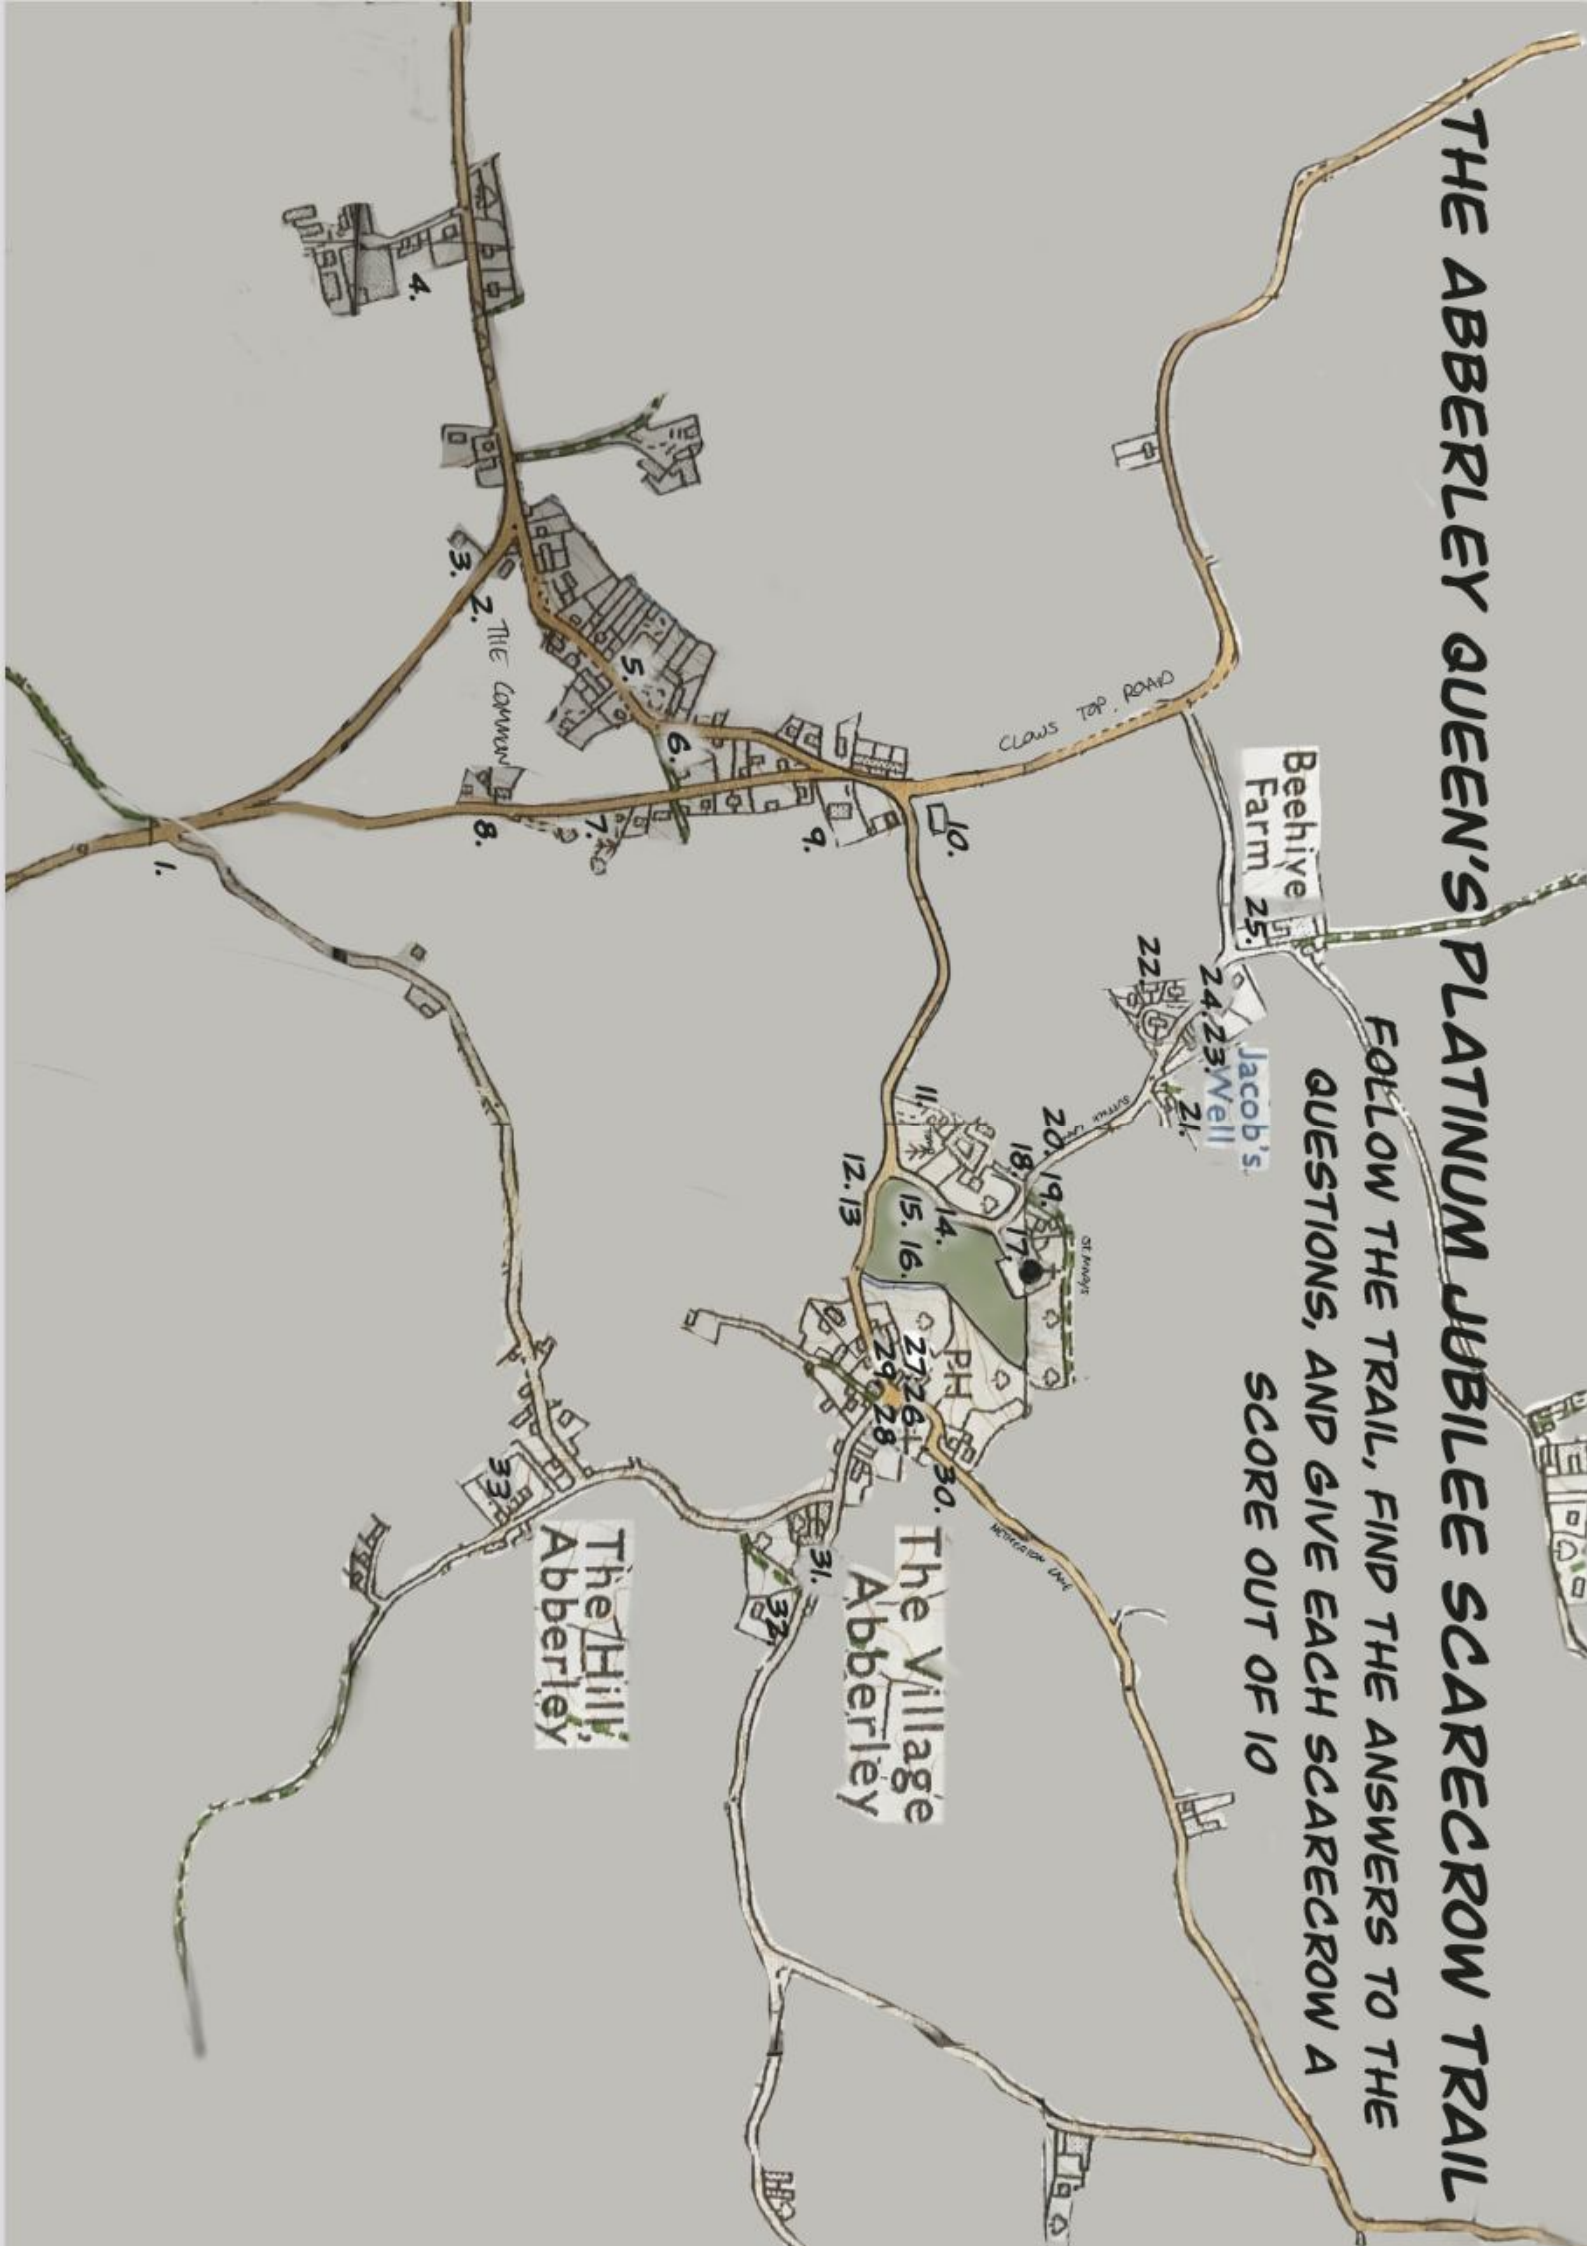 THE ABBERLEY QUEEN'S PLATINUM JUBILEE SCARECROW TRAIL
FOLLOW THE TRAIL, FIND THE ANSWERS TO THE
QUESTIONS, AND GIVE EACH SCARECROW A
SCORE OUT OF 10
Beehive
Farm
25.
Jacob's
Well
24. 23.
22.
21.
CLOWS TOP. ROAD
20.
19.
18.
ST. MARYS
17.
10.
11.
14.
15. 16.
12. 13
9.
PH
27. 26
29. 28
30.
The Village
Abberley
31.
32.
5.
6.
7.
8.
THE COMMON
2.
3.
4.
The Hill,
Abberley
33.
1.